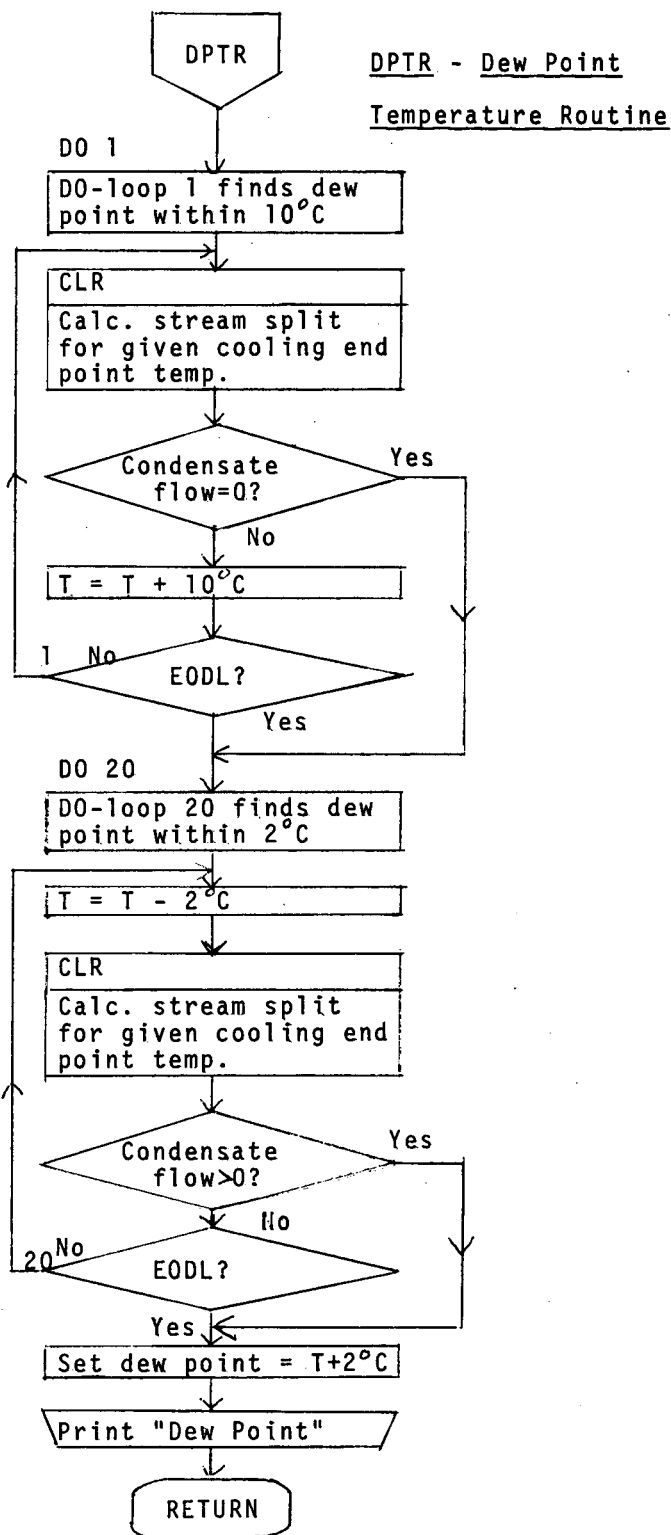 DPTR
DPTR - Dew Point
Temperature Routine
DO 1
DO-loop 1 finds dew
point within 10°C
CLR
Calc. stream split
for given cooling end
point temp.
Condensate
flow=0?
Yes
No
T = T + 10°C
1 No
EODL?
Yes
DO 20
DO-loop 20 finds dew
point within 2°C
T = T - 2°C
CLR
Calc. stream split
for given cooling end
point temp.
Condensate
flow>0?
Yes
No
20 No
EODL?
Yes
Set dew point = T+2°C
Print "Dew Point"
RETURN